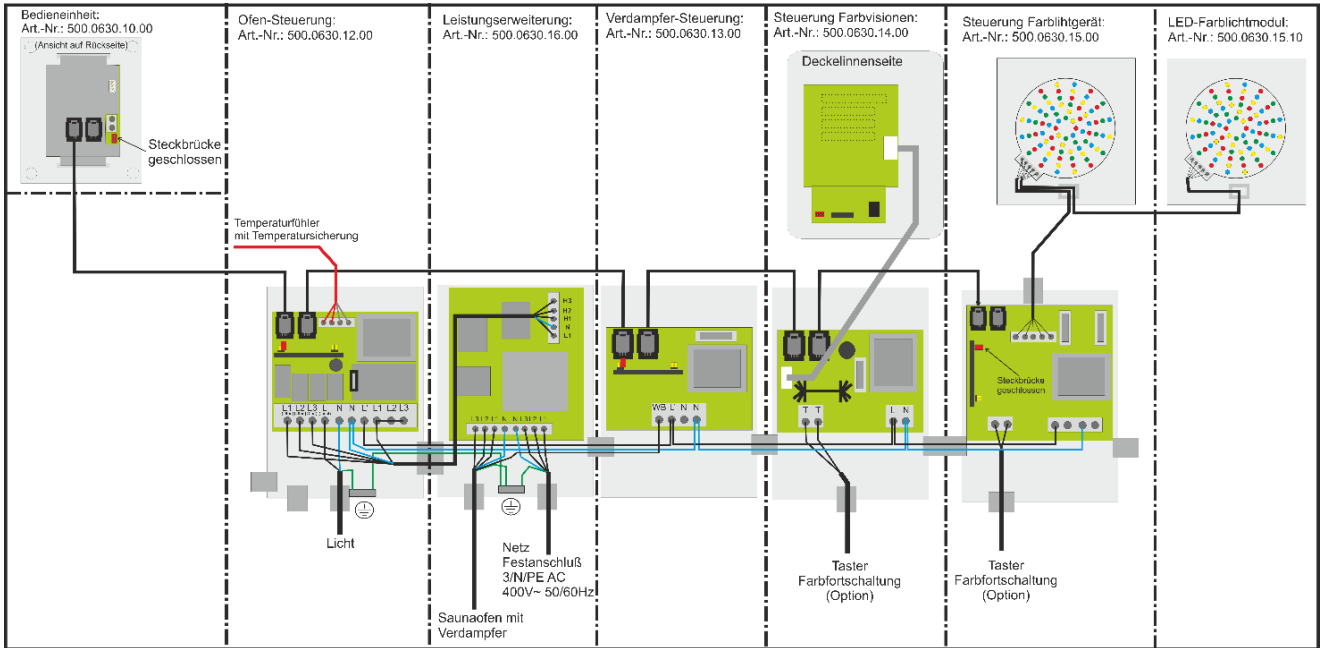 Bedieneinheit:
Art.-Nr.: 500.0630.10.00
(Ansicht auf Rückseite)
Steckbrücke
geschlossen
Ofen-Steuerung:
Art.-Nr.: 500.0630.12.00
Temperaturfühler
mit Temperatursicherung
L1 L2 L3 L N N L' L1 L2 L3
Licht
Leistungserweiterung:
Art.-Nr.: 500.0630.16.00
H3
H2
H1
N
L1
Netz
Festanschluß
3/N/PE AC
400V~ 50/60Hz
Saunaofen mit
Verdampfer
Verdampfer-Steuerung:
Art.-Nr.: 500.0630.13.00
WB L' N N
Steuerung Farbvisionen:
Art.-Nr.: 500.0630.14.00
Deckelinnenseite
T T
L N
Taster
Farbfortschaltung
(Option)
Steuerung Farblihtgerät:
Art.-Nr.: 500.0630.15.00
Steckbrücke
geschlossen
Taster
Farbfortschaltung
(Option)
LED-Farblichtmodul:
Art.-Nr.: 500.0630.15.10